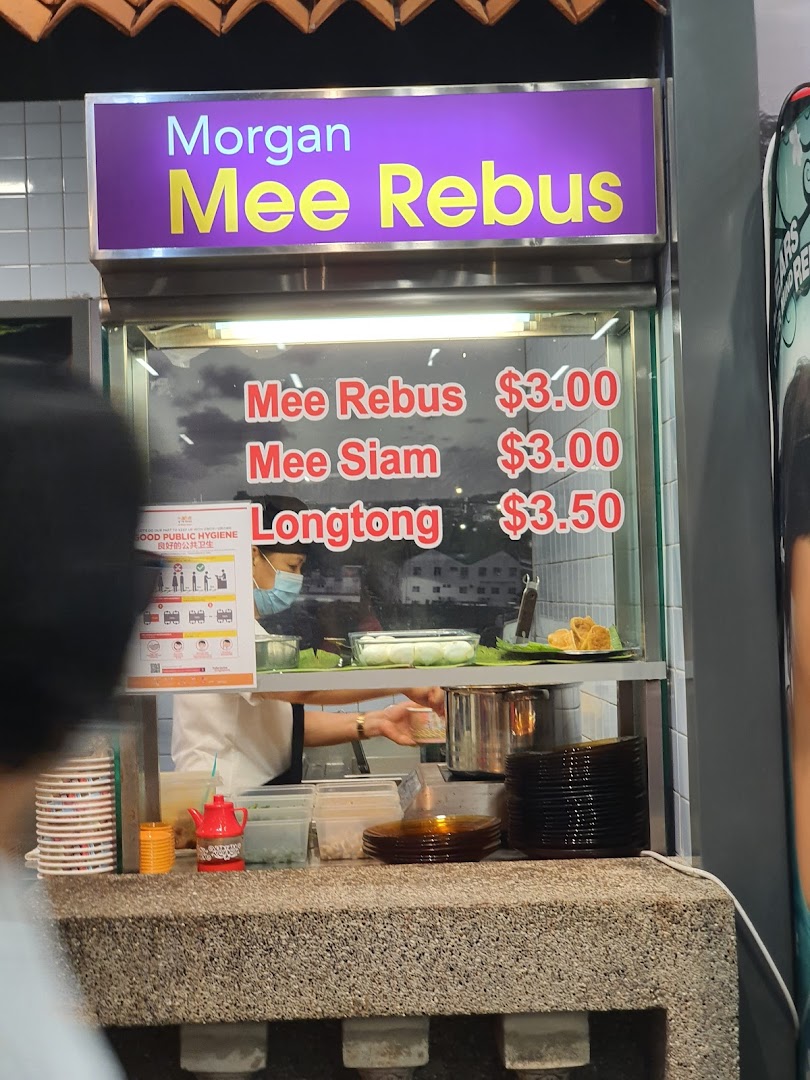 Morgan
Mee Rebus
Mee Rebus $3.00
Mee Siam $3.00
Longtong $3.50
GOOD PUBLIC HYGIENE
良好的公共卫生